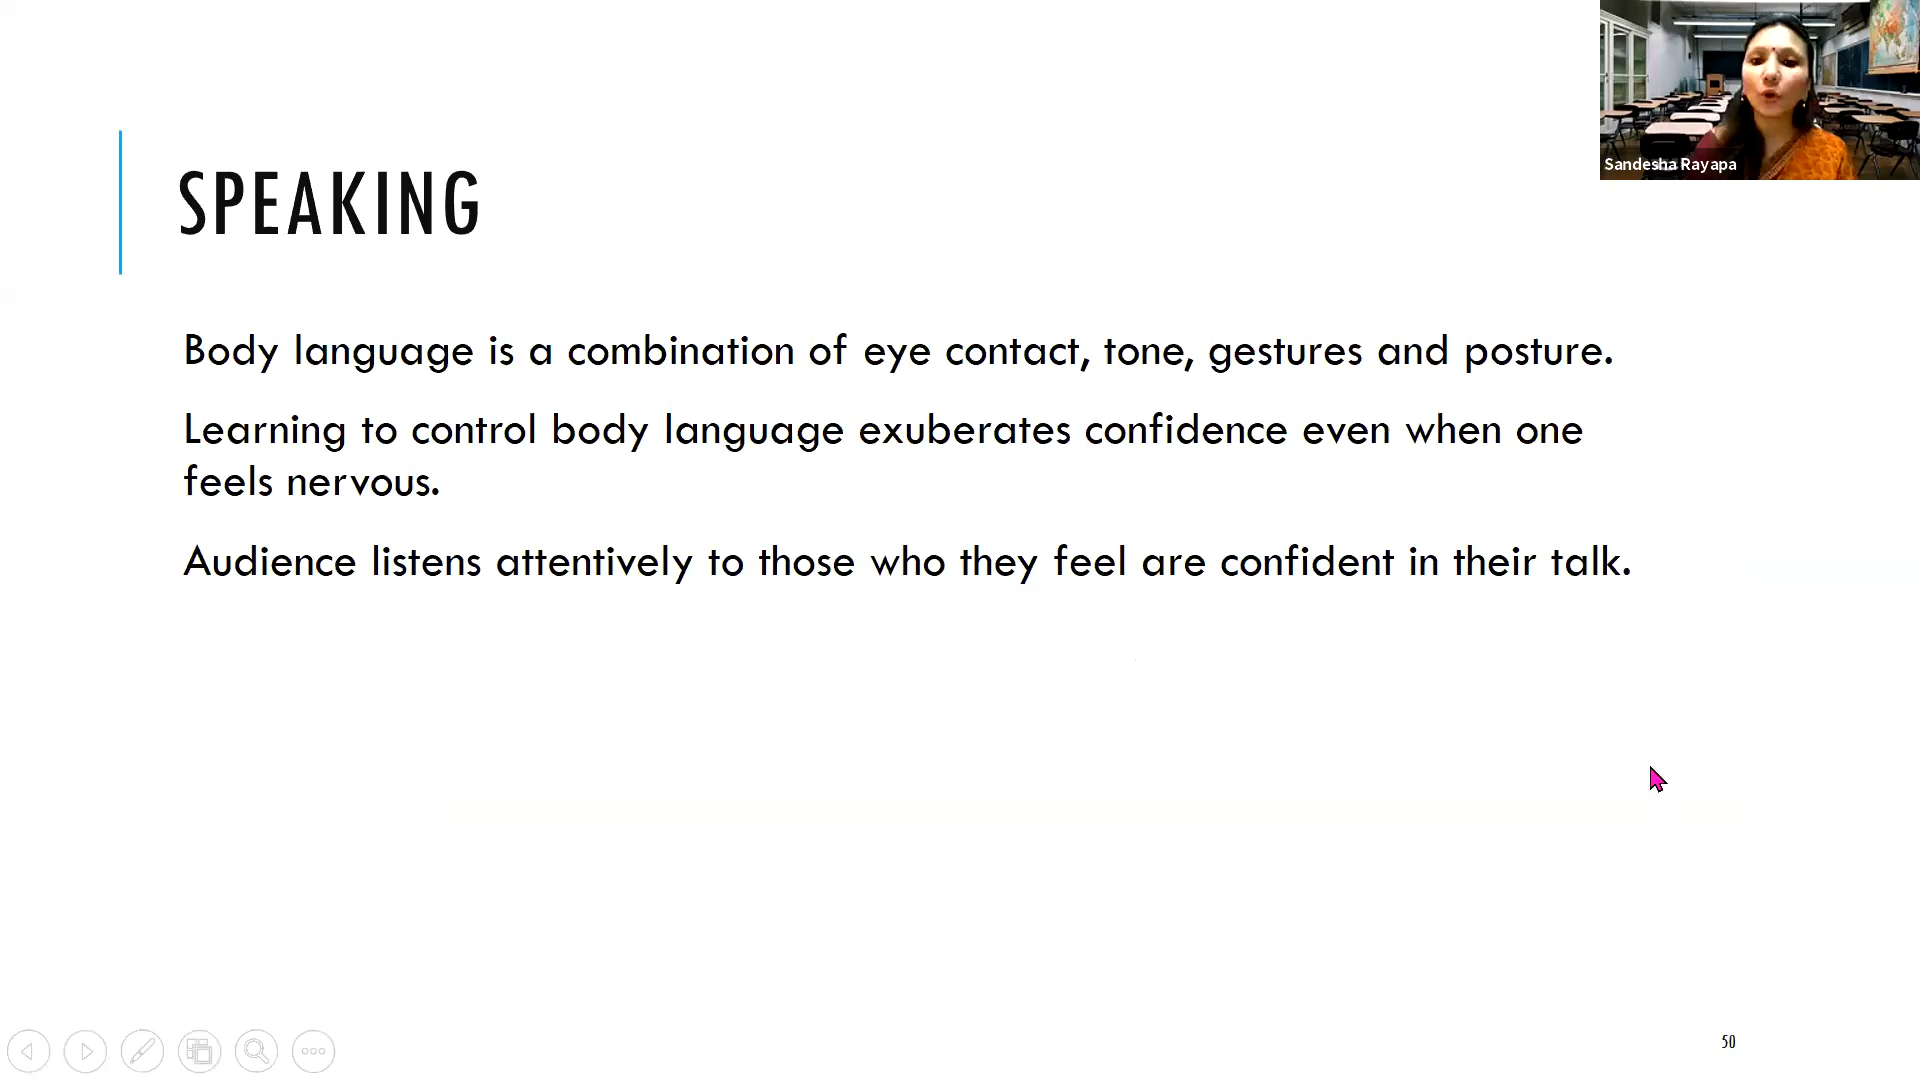 Sandesha Rayapa
SPEAKING
Body language is a combination of eye contact, tone, gestures and posture.
Learning to control body language exuberates confidence even when one
feels nervous.
Audience listens attentively to those who they feel are confident in their talk.
50